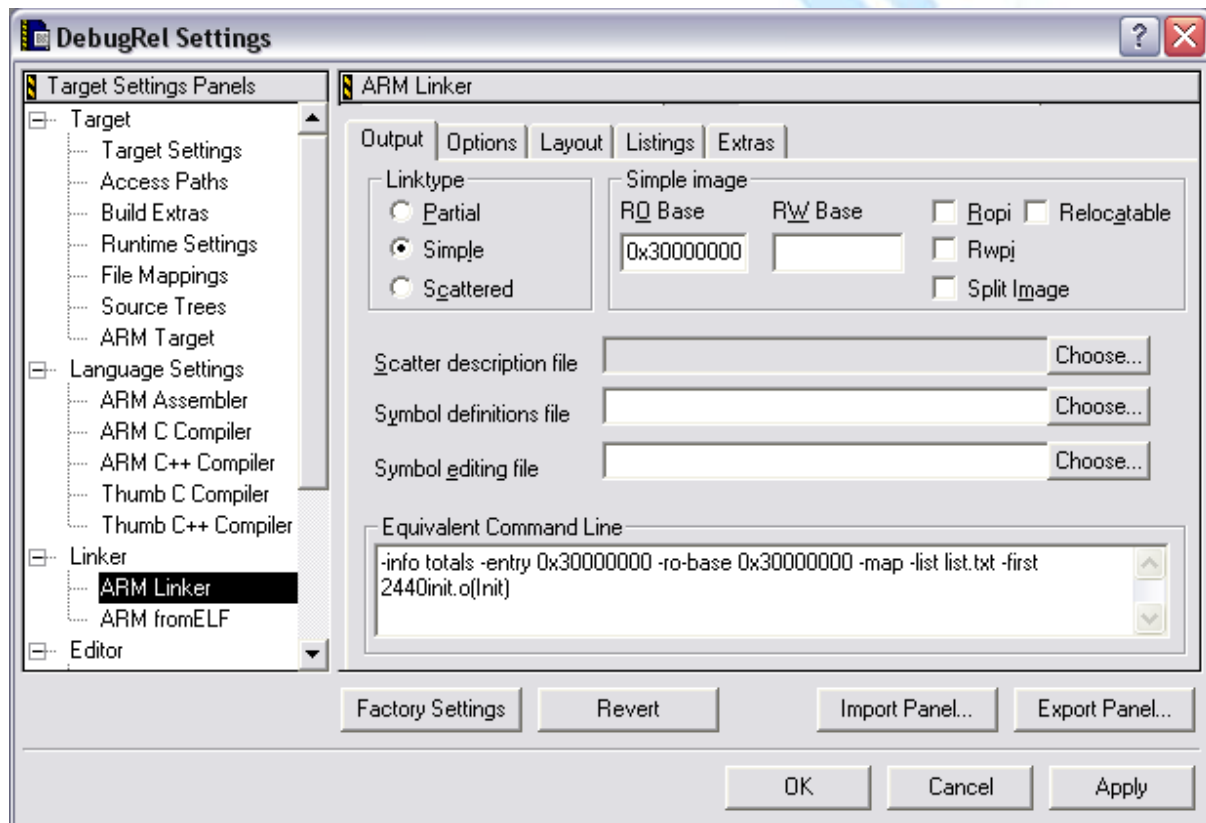 DebugRel Settings
Target Settings Panels
Target
Target Settings
Access Paths
Build Extras
Runtime Settings
File Mappings
Source Trees
ARM Target
Language Settings
ARM Assembler
ARM C Compiler
ARM C++ Compiler
Thumb C Compiler
Thumb C++ Compiler
Linker
ARM Linker
ARM fromELF
Editor
ARM Linker
Output Options Layout Listings Extras
Linktype
Partial
Simple
Scattered
Simple image
RO Base RW Base
0x30000000
Ropi Relocatable
Rwpi
Split Image
Scatter description file Choose...
Symbol definitions file Choose...
Symbol editing file Choose...
Equivalent Command Line
-info totals -entry 0x30000000 -ro-base 0x30000000 -map -list list.txt -first
2440init.o(Init)
Factory Settings Revert Import Panel... Export Panel...
OK Cancel Apply